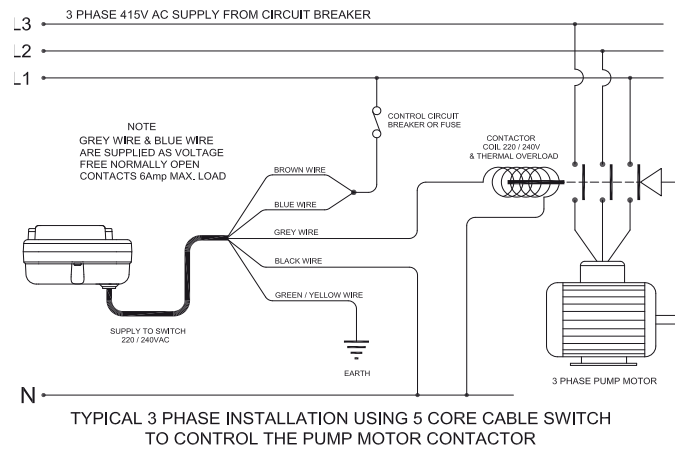 3 PHASE 415V AC SUPPLY FROM CIRCUIT BREAKER
L3
L2
L1
NOTE
GREY WIRE & BLUE WIRE
ARE SUPPLIED AS VOLTAGE
FREE NORMALLY OPEN
CONTACTS 6Amp MAX. LOAD
CONTROL CIRCUIT
BREAKER OR FUSE
CONTACTOR
COIL 220 / 240V
& THERMAL OVERLOAD
BROWN WIRE
BLUE WIRE
GREY WIRE
BLACK WIRE
GREEN / YELLOW WIRE
SUPPLY TO SWITCH
220 / 240VAC
EARTH
3 PHASE PUMP MOTOR
N
TYPICAL 3 PHASE INSTALLATION USING 5 CORE CABLE SWITCH
TO CONTROL THE PUMP MOTOR CONTACTOR